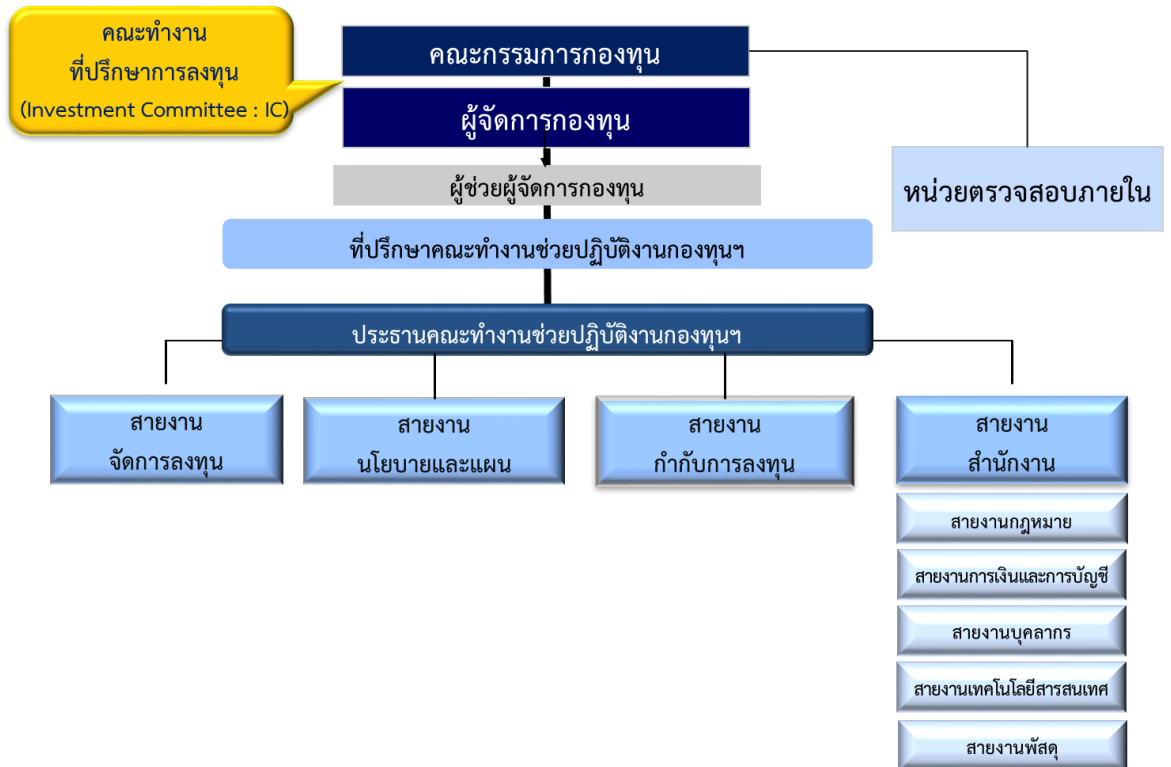 คณะทำงาน
ที่ปรึกษาการลงทุน
(Investment Committee : IC)
คณะกรรมการกองทุน
ผู้จัดการกองทุน
ผู้ช่วยผู้จัดการกองทุน
หน่วยตรวจสอบภายใน
ที่ปรึกษาคณะทำงานช่วยปฏิบัติงานกองทุนฯ
ประธานคณะทำงานช่วยปฏิบัติงานกองทุนฯ
สายงาน
จัดการลงทุน
สายงาน
นโยบายและแผน
สายงาน
กำกับการลงทุน
สายงาน
สำนักงาน
สายงานกฎหมาย
สายงานการเงินและการบัญชี
สายงานบุคลากร
สายงานเทคโนโลยีสารสนเทศ
สายงานพัสดุ